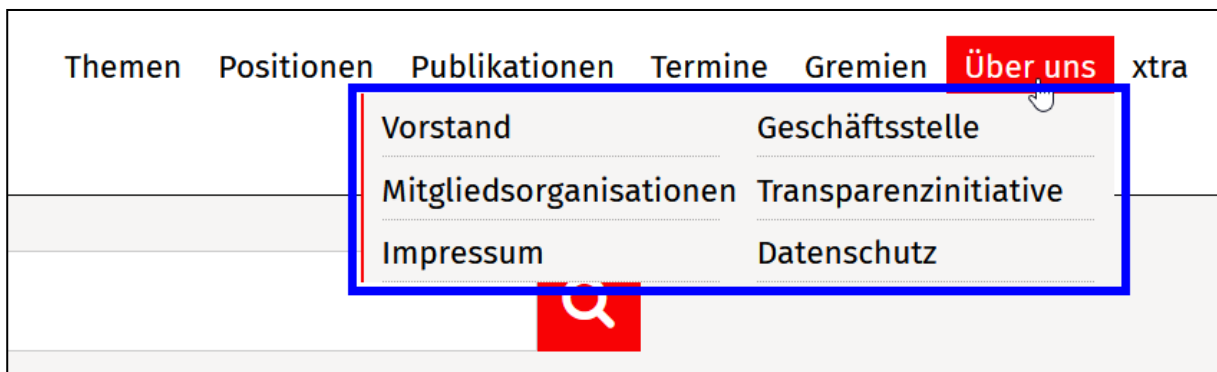 Themen Positionen Publikationen Termine Gremien Über uns xtra
Vorstand Geschäftsstelle
Mitgliedsorganisationen Transparenzinitiative
Impressum Datenschutz